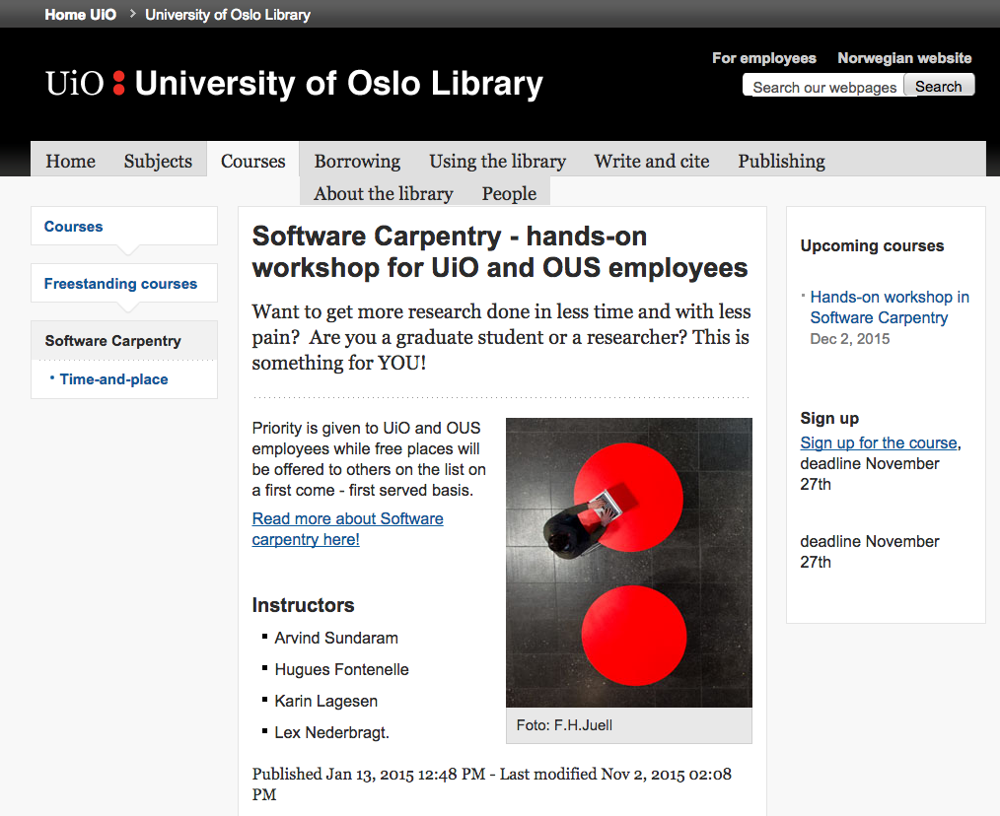 Home UiO > University of Oslo Library
For employees Norwegian website
UiO : University of Oslo Library
Search our webpages Search
Home Subjects Courses Borrowing Using the library Write and cite Publishing
About the library People
Courses
Freestanding courses
Software Carpentry
• Time-and-place
Software Carpentry - hands-on
workshop for UiO and OUS employees
Want to get more research done in less time and with less
pain?  Are you a graduate student or a researcher? This is
something for YOU!
Priority is given to UiO and OUS
employees while free places will
be offered to others on the list on
a first come - first served basis.
Read more about Software
carpentry here!
Instructors
▪ Arvind Sundaram
▪ Hugues Fontenelle
▪ Karin Lagesen
▪ Lex Nederbragt.
Foto: F.H.Juell
Published Jan 13, 2015 12:48 PM - Last modified Nov 2, 2015 02:08
PM
Upcoming courses
• Hands-on workshop in
Software Carpentry
Dec 2, 2015
Sign up
Sign up for the course,
deadline November
27th
deadline November
27th